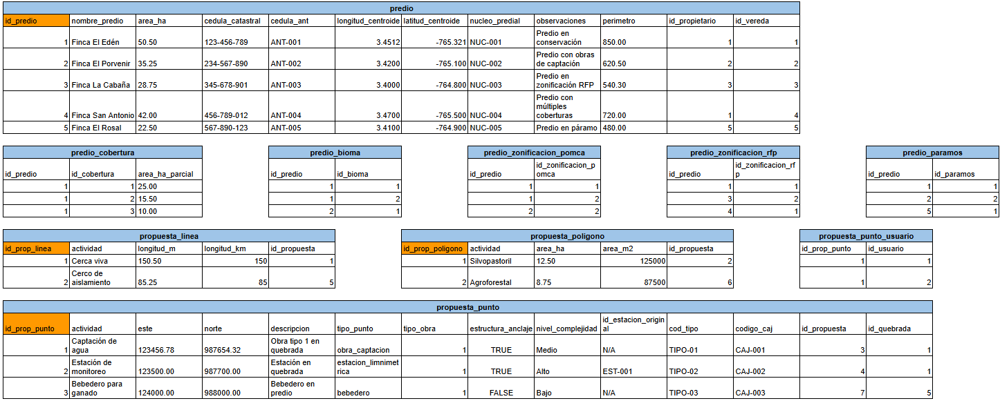 predio
id_predio nombre_predio area_ha cedula_catastral cedula_ant longitud_centroide latitud_centroide nucleo_predial observaciones perimetro id_propietario id_vereda
1 Finca El Edén 50.50 123-456-789 ANT-001 3.4512 -765.321 NUC-001 Predio en conservación 850.00 1 1
2 Finca El Porvenir 35.25 234-567-890 ANT-002 3.4200 -765.100 NUC-002 Predio con obras de captación 620.50 2 2
3 Finca La Cabaña 28.75 345-678-901 ANT-003 3.4000 -764.800 NUC-003 Predio en zonificación RFP 540.30 3 3
4 Finca San Antonio 42.00 456-789-012 ANT-004 3.4700 -765.500 NUC-004 Predio con múltiples coberturas 720.00 1 4
5 Finca El Rosal 22.50 567-890-123 ANT-005 3.4100 -764.900 NUC-005 Predio en páramo 480.00 5 5
predio_cobertura
id_predio id_cobertura area_ha_parcial
1 1 25.00
1 2 15.50
1 3 10.00
predio_bioma
id_predio id_bioma
1 1
1 2
2 1
predio_zonificacion_pomca
id_predio id_zonificacion_pomca
1 1
1 2
2 2
predio_zonificacion_rfp
id_predio id_zonificacion_rfp
1 1
3 2
4 1
predio_paramos
id_predio id_paramos
1 1
2 2
5 1
propuesta_linea
id_prop_linea actividad longitud_m longitud_km id_propuesta
1 Cerca viva 150.50 150 1
2 Cerco de aislamiento 85.25 85 5
propuesta_poligono
id_prop_poligono actividad area_ha area_m2 id_propuesta
1 Silvopastoril 12.50 125000 2
2 Agroforestal 8.75 87500 6
propuesta_punto_usuario
id_prop_punto id_usuario
1 1
1 2
propuesta_punto
id_prop_punto actividad este norte descripcion tipo_punto tipo_obra estructura_anclaje nivel_complejidad id_estacion_original cod_tipo codigo_caj id_propuesta id_quebrada
1 Captación de agua 123456.78 987654.32 Obra tipo 1 en quebrada obra_captacion 1 TRUE Medio N/A TIPO-01 CAJ-001 3 1
2 Estación de monitoreo 123500.00 987700.00 Estación en quebrada estacion_limnimetrica 1 TRUE Alto EST-001 TIPO-02 CAJ-002 4 1
3 Bebedero para ganado 124000.00 988000.00 Bebedero en predio bebedero 1 FALSE Bajo N/A TIPO-03 CAJ-003 7 5